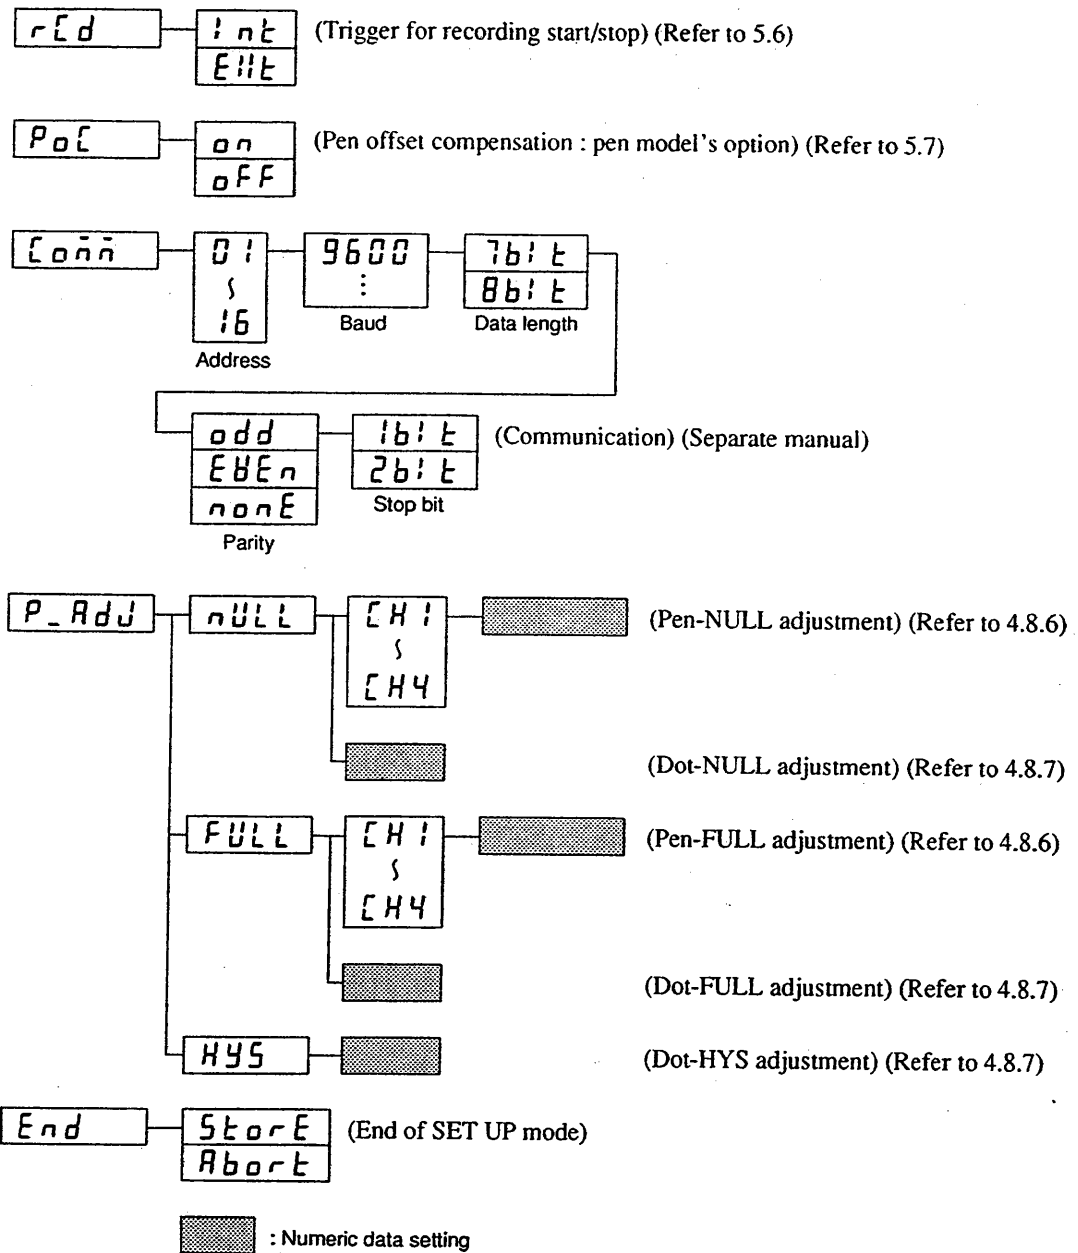 rCd Int (Trigger for recording start/stop) (Refer to 5.6)
EXt
PoC on (Pen offset compensation : pen model's option) (Refer to 5.7)
oFF
Comm 01 9600 7bit
~ ⋮ 8bit
16 Baud Data length
Address
odd 1bit (Communication) (Separate manual)
EVEn 2bit
nonE Stop bit
Parity
P_AdJ nULL CH1 (Pen-NULL adjustment) (Refer to 4.8.6)
~
CH4
(Dot-NULL adjustment) (Refer to 4.8.7)
FULL CH1 (Pen-FULL adjustment) (Refer to 4.8.6)
~
CH4
(Dot-FULL adjustment) (Refer to 4.8.7)
HYS (Dot-HYS adjustment) (Refer to 4.8.7)
End StorE (End of SET UP mode)
Abort
: Numeric data setting